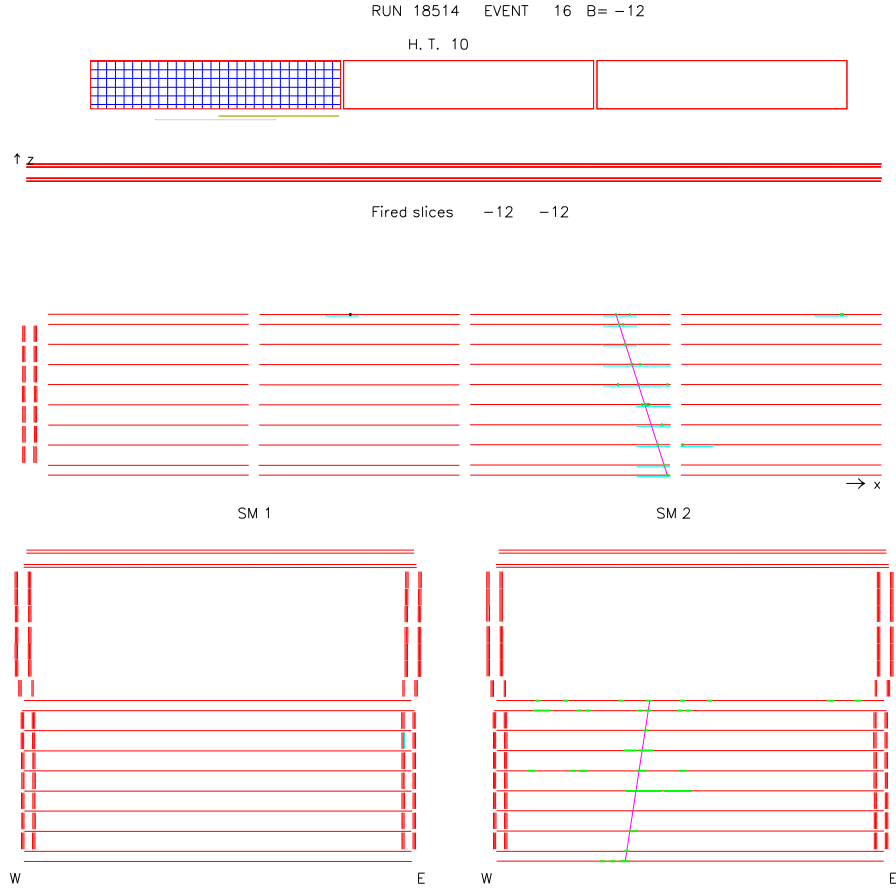 RUN 18514 EVENT 16 B= −12
H. T. 10
z
Fired slices −12 −12
x
SM 1 SM 2
W E W E